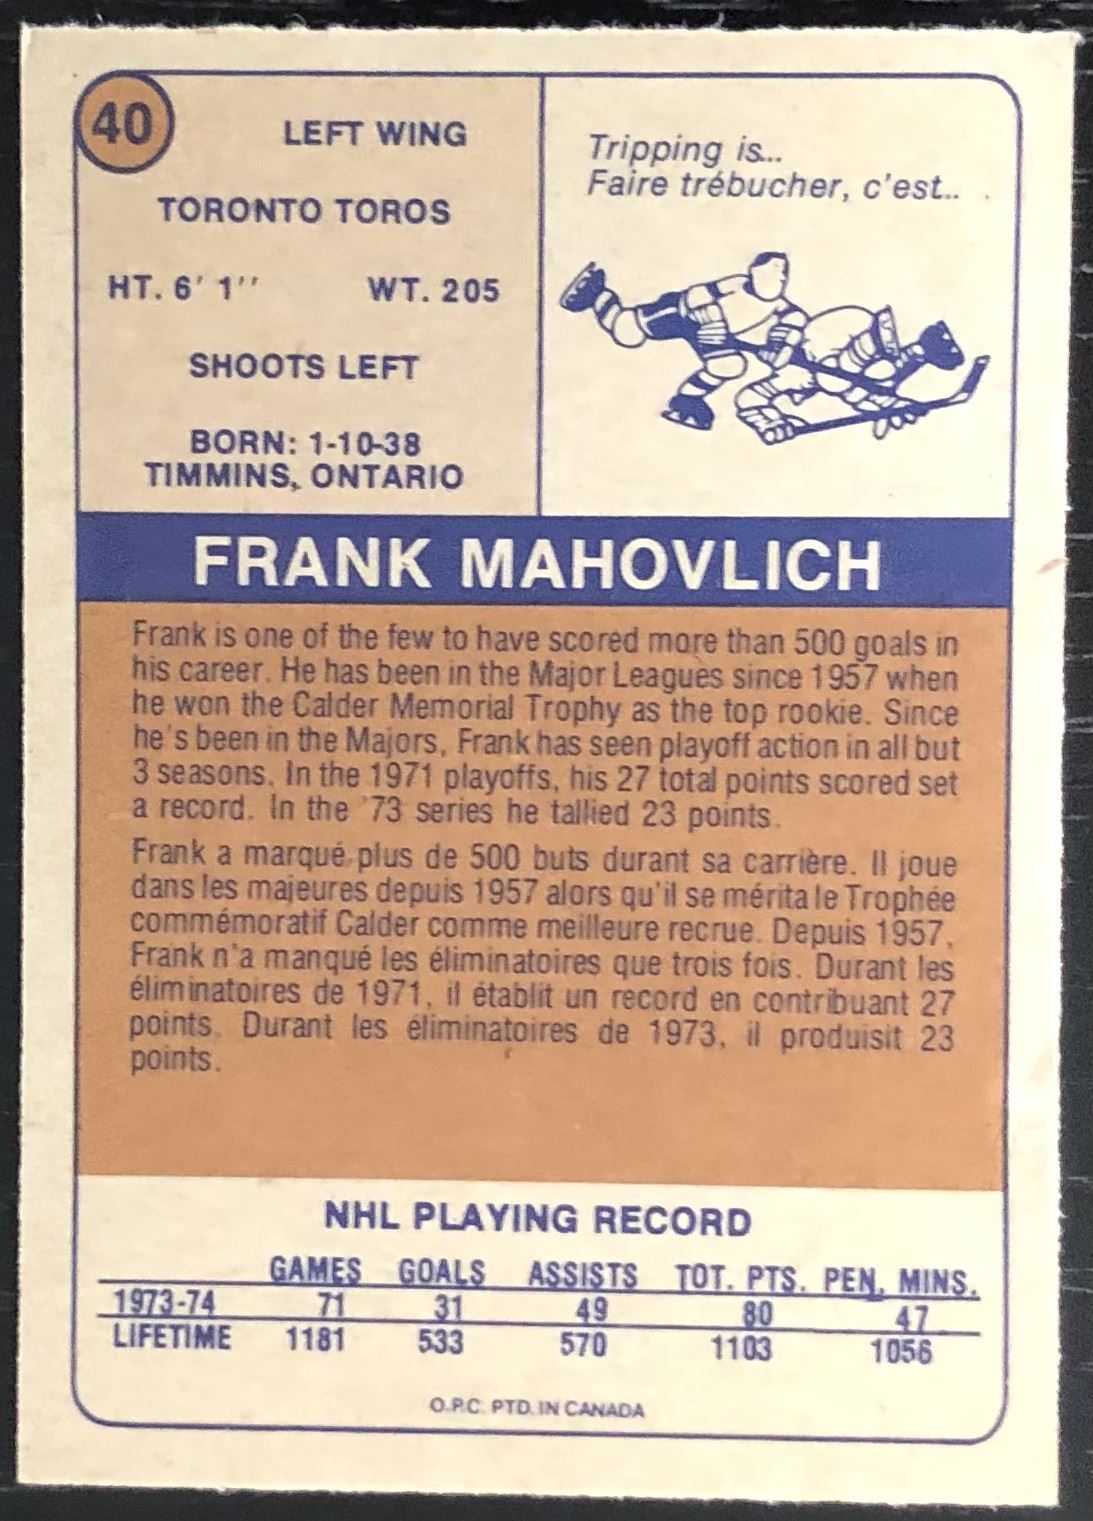 40
LEFT WING
TORONTO TOROS
HT. 6' 1'' WT. 205
SHOOTS LEFT
BORN: 1-10-38
TIMMINS, ONTARIO
Tripping is...
Faire trébucher, c'est..
FRANK MAHOVLICH
Frank is one of the few to have scored more than 500 goals in
his career. He has been in the Major Leagues since 1957 when
he won the Calder Memorial Trophy as the top rookie. Since
he's been in the Majors, Frank has seen playoff action in all but
3 seasons. In the 1971 playoffs, his 27 total points scored set
a record. In the '73 series he tallied 23 points.
Frank a marqué plus de 500 buts durant sa carrière. Il joue
dans les majeures depuis 1957 alors qu'il se mérita le Trophée
commémoratif Calder comme meilleure recrue. Depuis 1957,
Frank n'a manqué les éliminatoires que trois fois. Durant les
éliminatoires de 1971, il établit un record en contribuant 27
points. Durant les éliminatoires de 1973, il produisit 23
points.
NHL PLAYING RECORD
GAMES GOALS ASSISTS TOT. PTS. PEN. MINS.
1973-74 71 31 49 80 47
LIFETIME 1181 533 570 1103 1056
O.P.C. PTD. IN CANADA